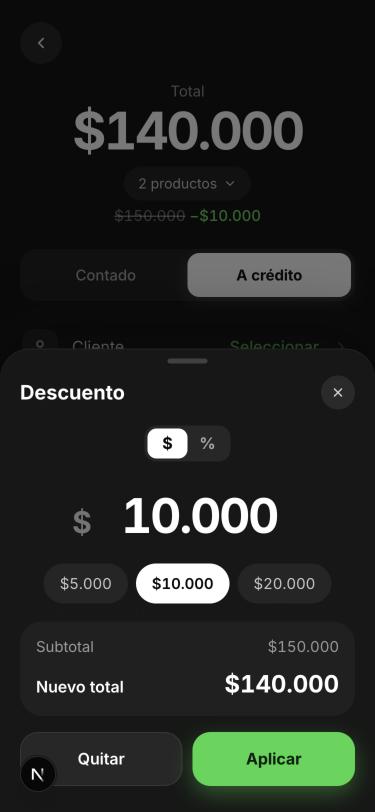 Total
$140.000
2 productos
$150.000 –$10.000
Contado A crédito
Cliente Seleccionar
Descuento
$ %
$ 10.000
$5.000 $10.000 $20.000
Subtotal $150.000
Nuevo total $140.000
N Quitar Aplicar